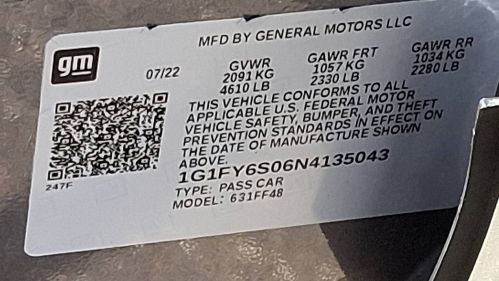 gm
MFD BY GENERAL MOTORS LLC
07/22
GVWR GAWR FRT GAWR RR
2091 KG 1057 KG 1034 KG
4610 LB 2330 LB 2280 LB
THIS VEHICLE CONFORMS TO ALL
APPLICABLE U.S. FEDERAL MOTOR
VEHICLE SAFETY, BUMPER, AND THEFT
PREVENTION STANDARDS IN EFFECT ON
THE DATE OF MANUFACTURE SHOWN
ABOVE.
247F
1G1FY6S06N4135043
TYPE: PASS CAR
MODEL: 631FF48